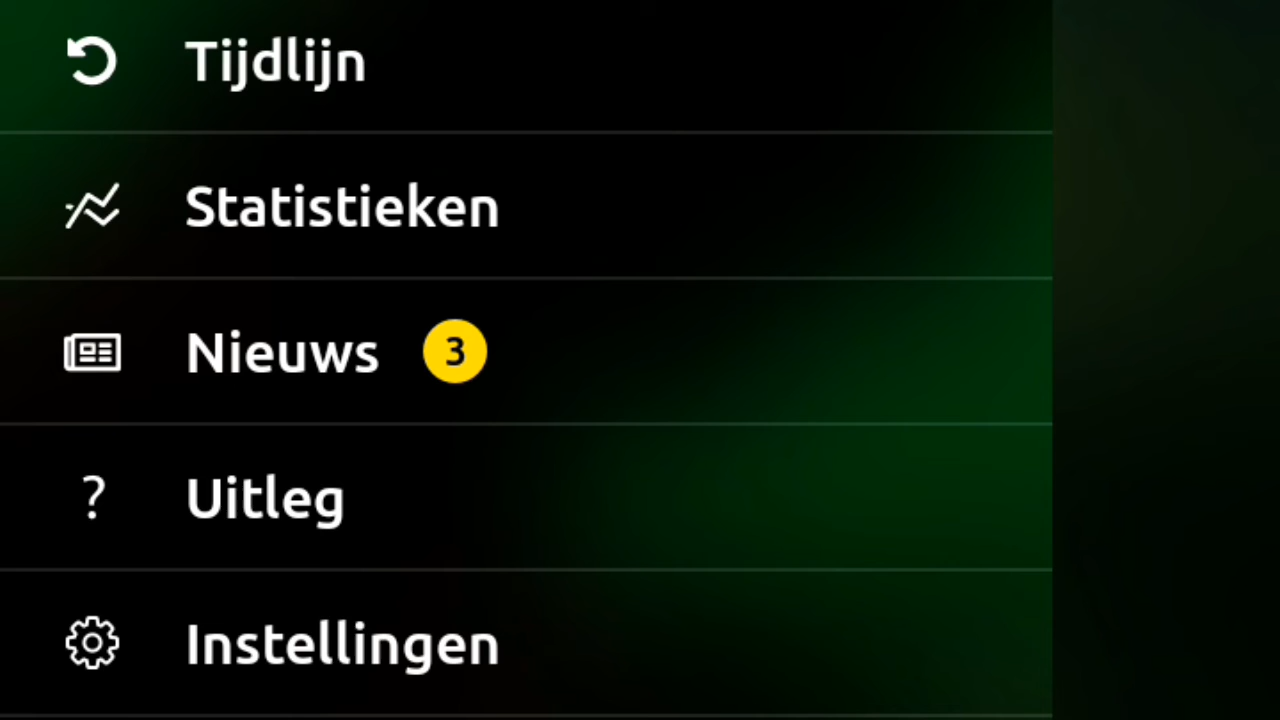 Tijdlijn
Statistieken
Nieuws 3
? Uitleg
Instellingen